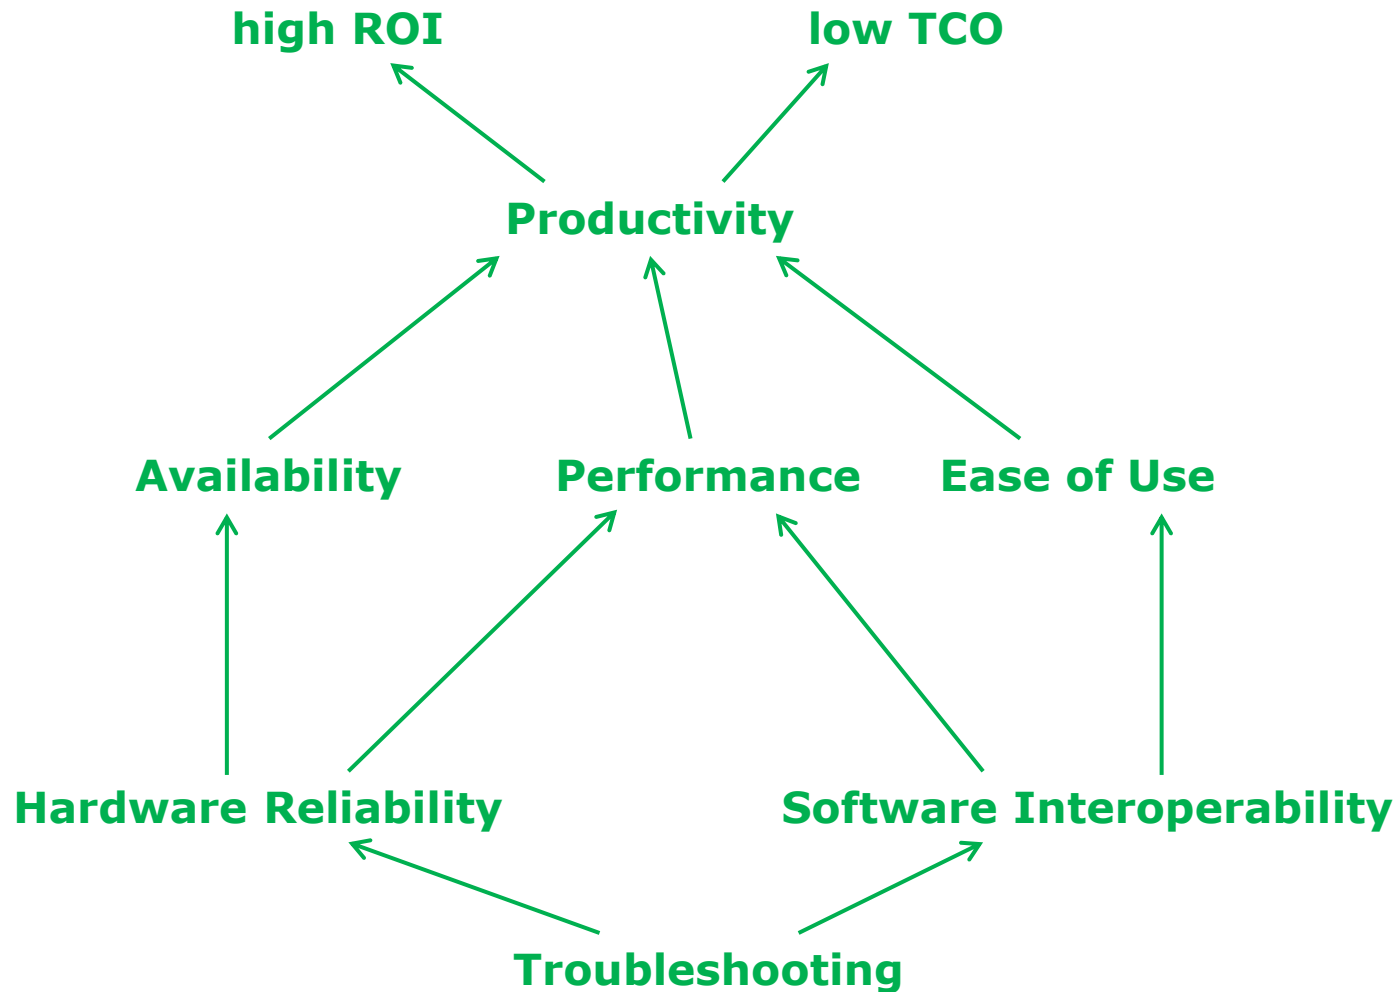 high ROI
low TCO
Productivity
Availability
Performance
Ease of Use
Hardware Reliability
Software Interoperability
Troubleshooting